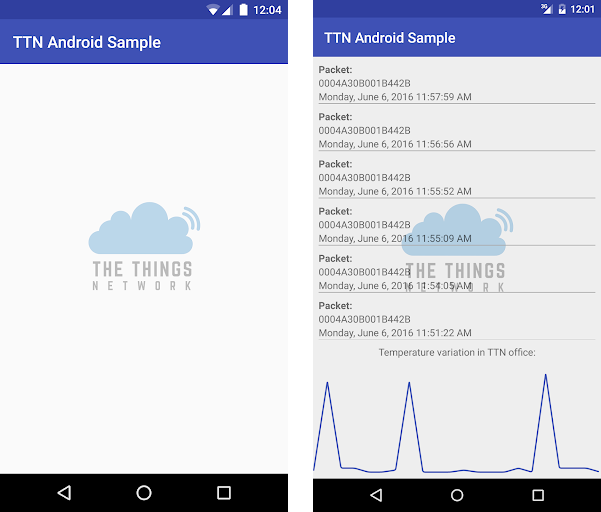 12:04
TTN Android Sample
THE THINGS
NETWORK
3G 12:01
TTN Android Sample
Packet:
0004A30B001B442B
Monday, June 6, 2016 11:57:59 AM
Packet:
0004A30B001B442B
Monday, June 6, 2016 11:56:56 AM
Packet:
0004A30B001B442B
Monday, June 6, 2016 11:55:52 AM
Packet:
0004A30B001B442B
Monday, June 6, 2016 11:55:09 AM
THE THINGS
NETWORK
Packet:
0004A30B001B442B
Monday, June 6, 2016 11:54:05 AM
Packet:
0004A30B001B442B
Monday, June 6, 2016 11:51:22 AM
Temperature variation in TTN office: